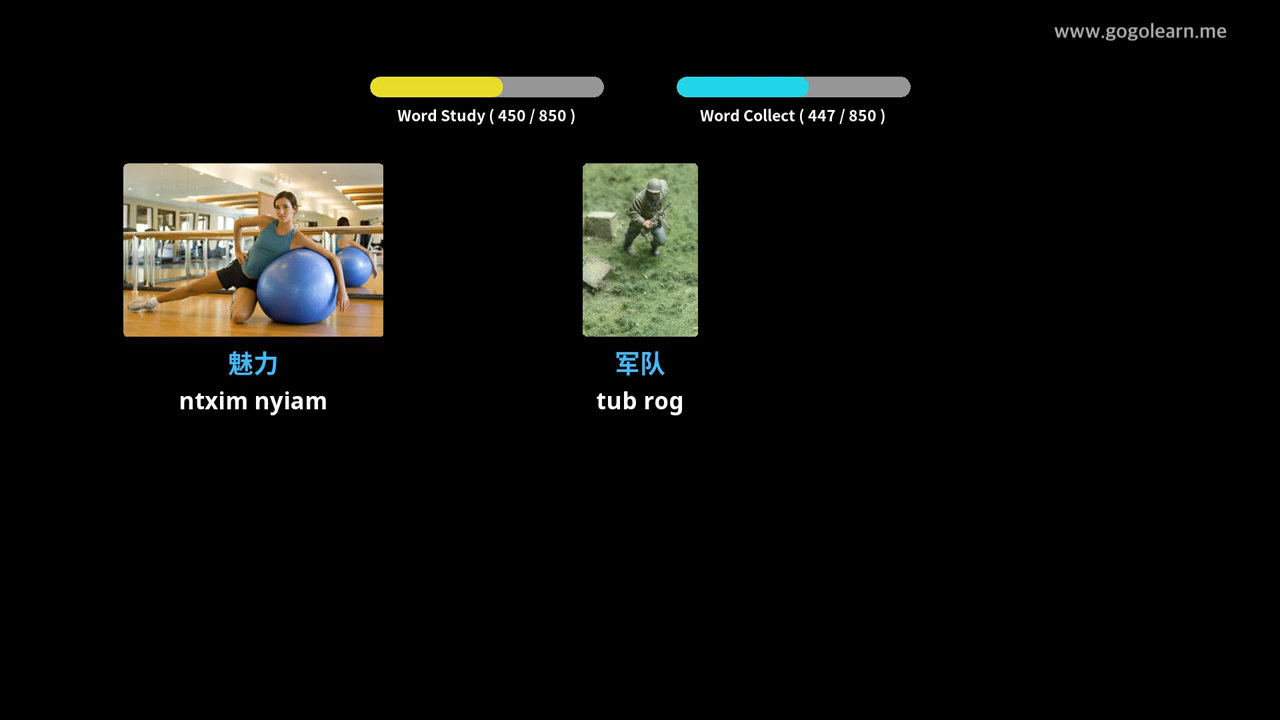 www.gogolearn.me
Word Study ( 450 / 850 )
Word Collect ( 447 / 850 )
魅力
ntxim nyiam
军队
tub rog